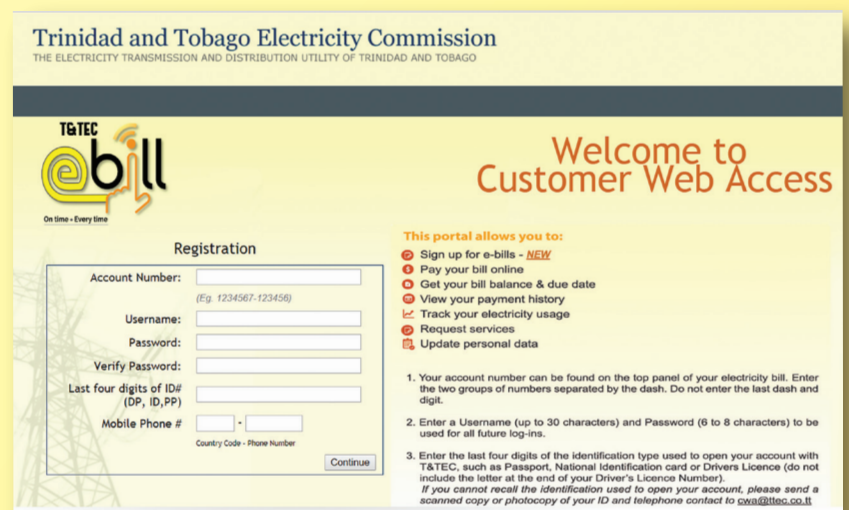 Trinidad and Tobago Electricity Commission
THE ELECTRICITY TRANSMISSION AND DISTRIBUTION UTILITY OF TRINIDAD AND TOBAGO
T&TEC
ebill
On time • Every time
Welcome to
Customer Web Access
Registration
Account Number:
(Eg. 1234567-123456)
Username:
Password:
Verify Password:
Last four digits of ID#
(DP, ID,PP)
Mobile Phone #
-
Country Code - Phone Number
Continue
This portal allows you to:
Sign up for e-bills - NEW
Pay your bill online
Get your bill balance & due date
View your payment history
Track your electricity usage
Request services
Update personal data
1. Your account number can be found on the top panel of your electricity bill. Enter
the two groups of numbers separated by the dash. Do not enter the last dash and
digit.
2. Enter a Username (up to 30 characters) and Password (6 to 8 characters) to be
used for all future log-ins.
3. Enter the last four digits of the identification type used to open your account with
T&TEC, such as Passport, National Identification card or Drivers Licence (do not
include the letter at the end of your Driver's Licence Number).
If you cannot recall the identification used to open your account, please send a
scanned copy or photocopy of your ID and telephone contact to cwa@ttec.co.tt